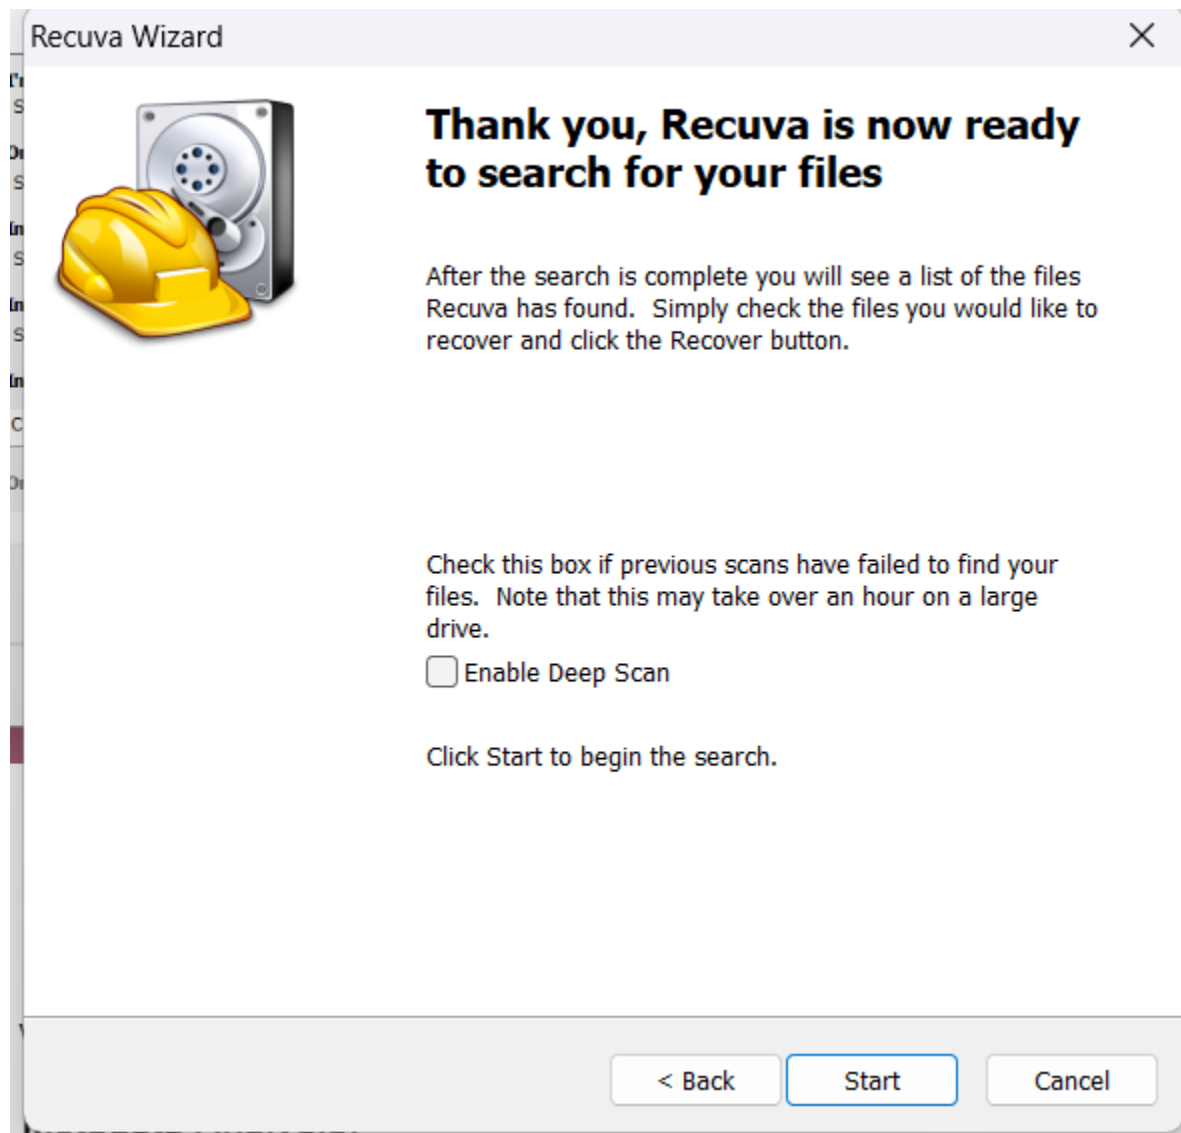 Recuva Wizard
Thank you, Recuva is now ready
to search for your files
After the search is complete you will see a list of the files
Recuva has found.  Simply check the files you would like to
recover and click the Recover button.
Check this box if previous scans have failed to find your
files.  Note that this may take over an hour on a large
drive.
Enable Deep Scan
Click Start to begin the search.
< Back
Start
Cancel